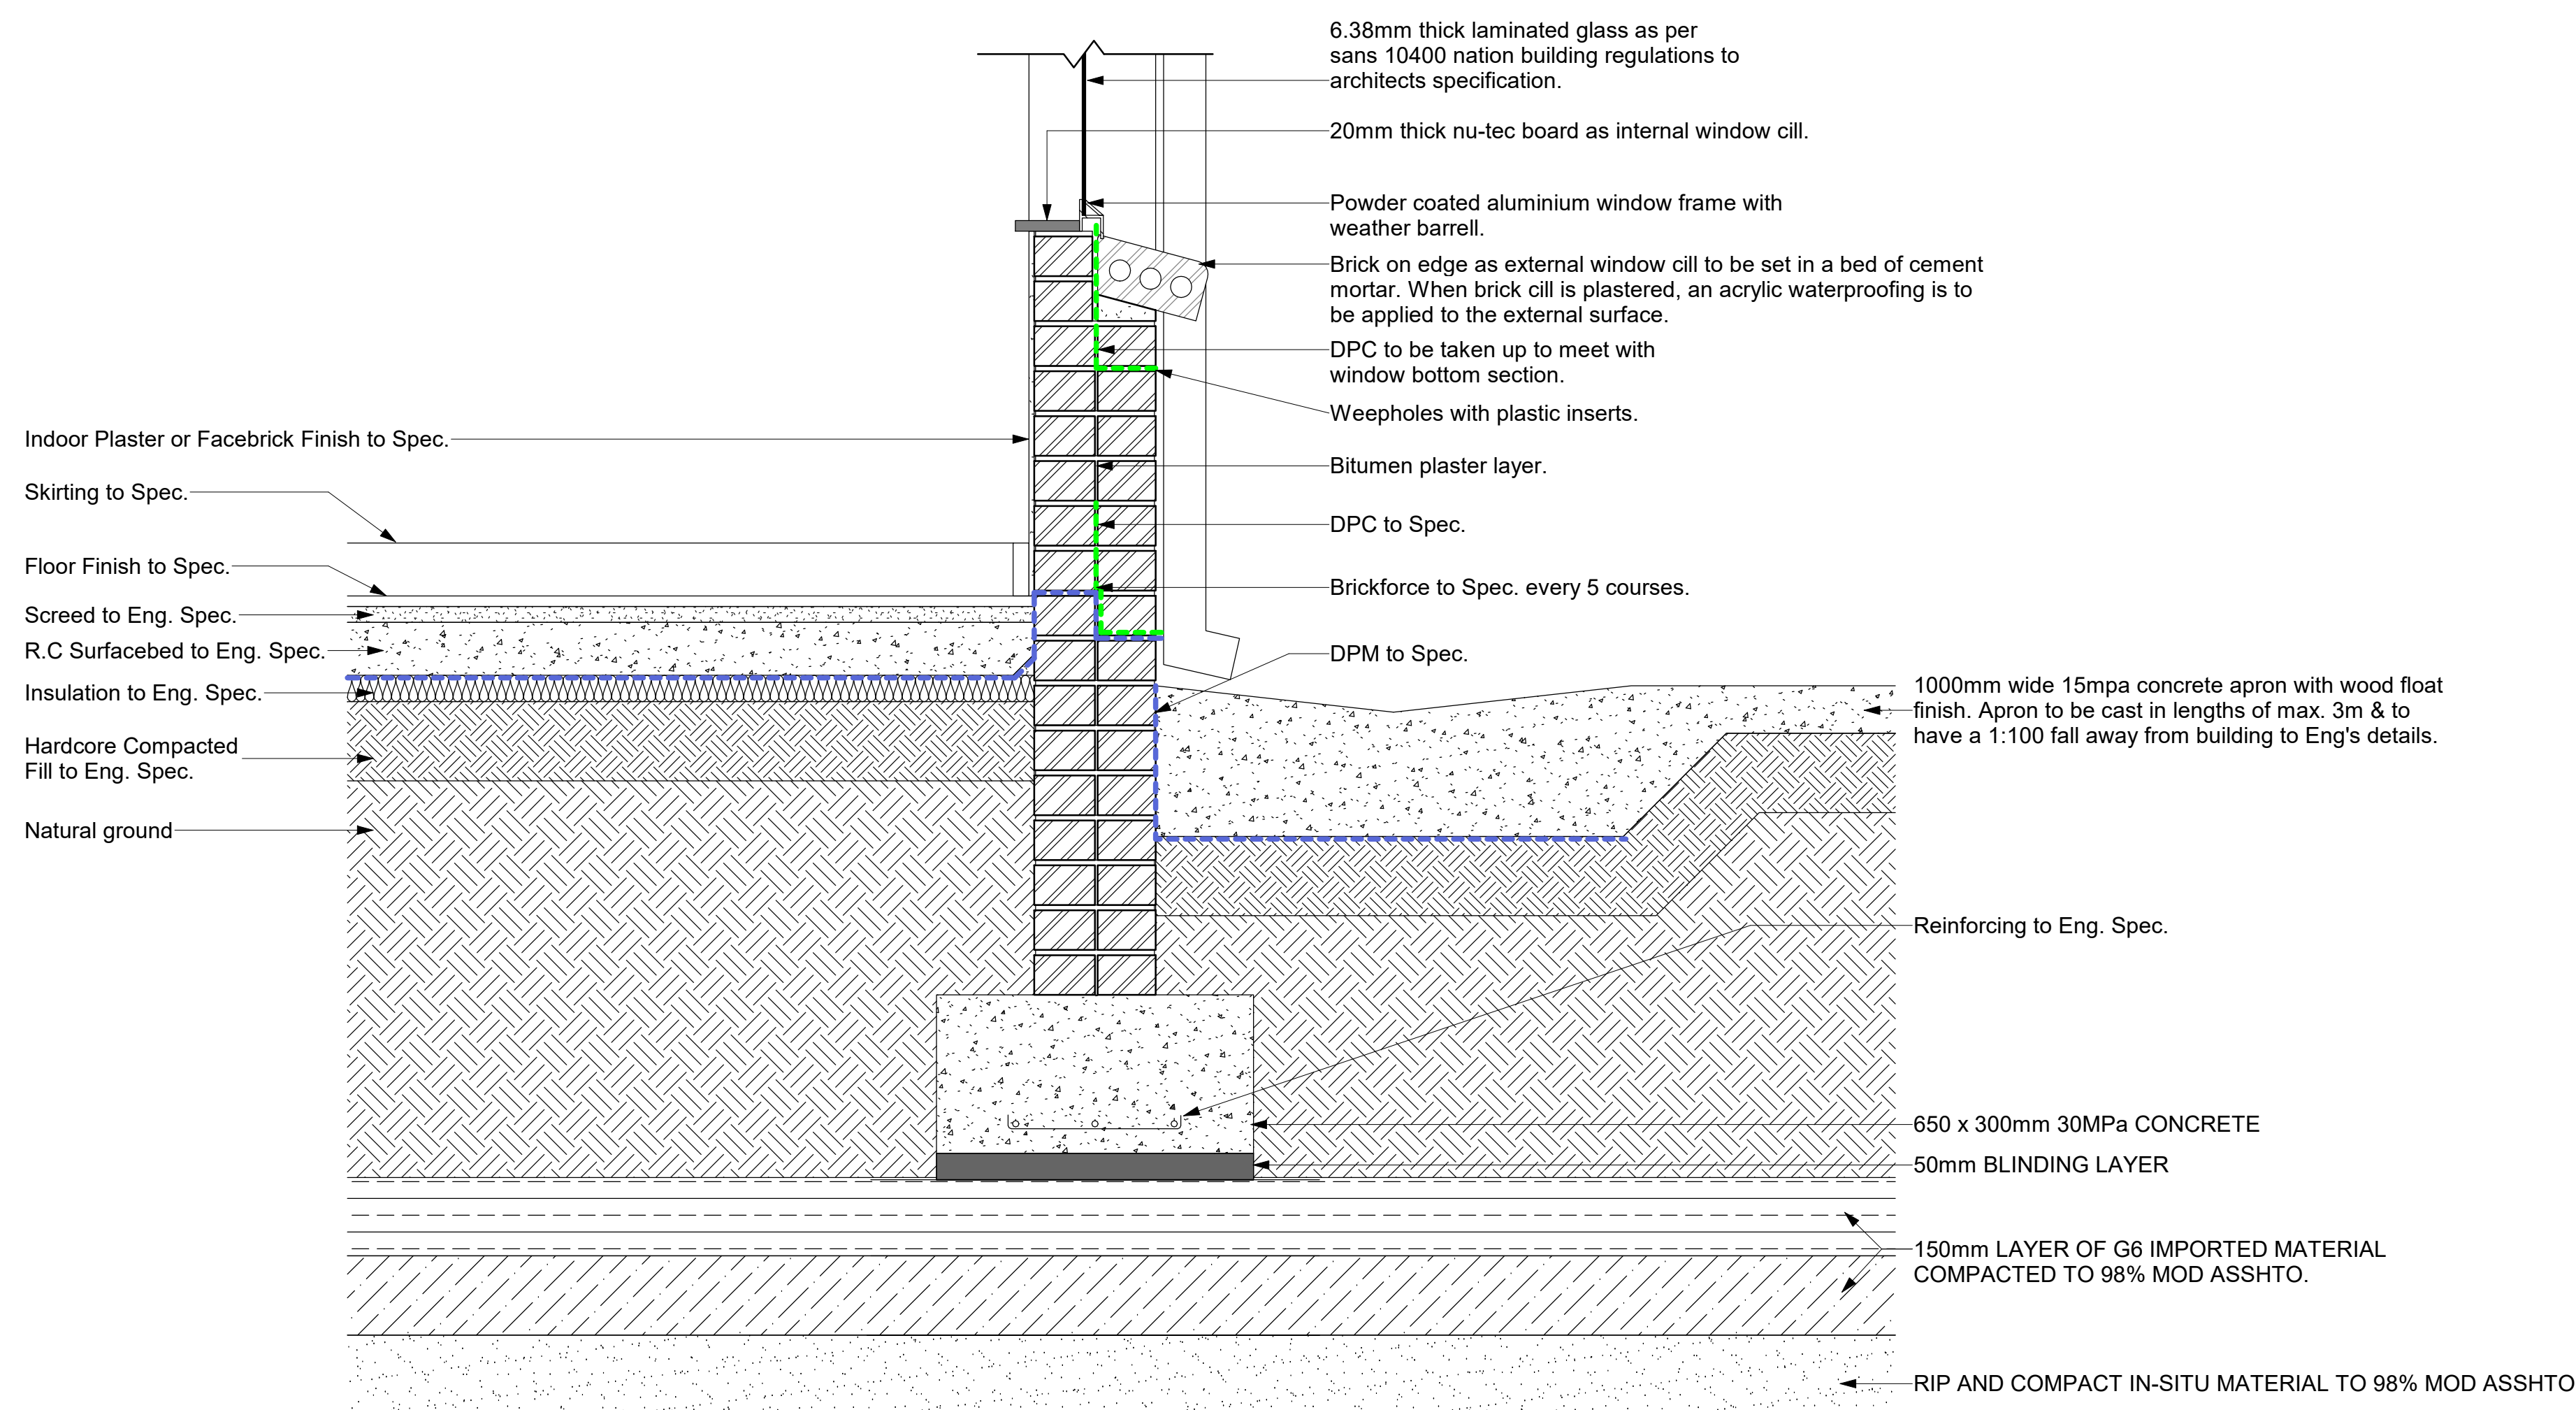 6.38mm thick laminated glass as per
sans 10400 nation building regulations to
architects specification.
20mm thick nu-tec board as internal window cill.
Powder coated aluminium window frame with
weather barrell.
Brick on edge as external window cill to be set in a bed of cement
mortar. When brick cill is plastered, an acrylic waterproofing is to
be applied to the external surface.
DPC to be taken up to meet with
window bottom section.
Weepholes with plastic inserts.
Indoor Plaster or Facebrick Finish to Spec.
Bitumen plaster layer.
Skirting to Spec.
DPC to Spec.
Floor Finish to Spec.
Brickforce to Spec. every 5 courses.
Screed to Eng. Spec.
R.C Surfacebed to Eng. Spec.
DPM to Spec.
Insulation to Eng. Spec.
1000mm wide 15mpa concrete apron with wood float
finish. Apron to be cast in lengths of max. 3m & to
have a 1:100 fall away from building to Eng's details.
Hardcore Compacted
Fill to Eng. Spec.
Natural ground
Reinforcing to Eng. Spec.
650 x 300mm 30MPa CONCRETE
50mm BLINDING LAYER
150mm LAYER OF G6 IMPORTED MATERIAL
COMPACTED TO 98% MOD ASSHTO.
RIP AND COMPACT IN-SITU MATERIAL TO 98% MOD ASSHTO